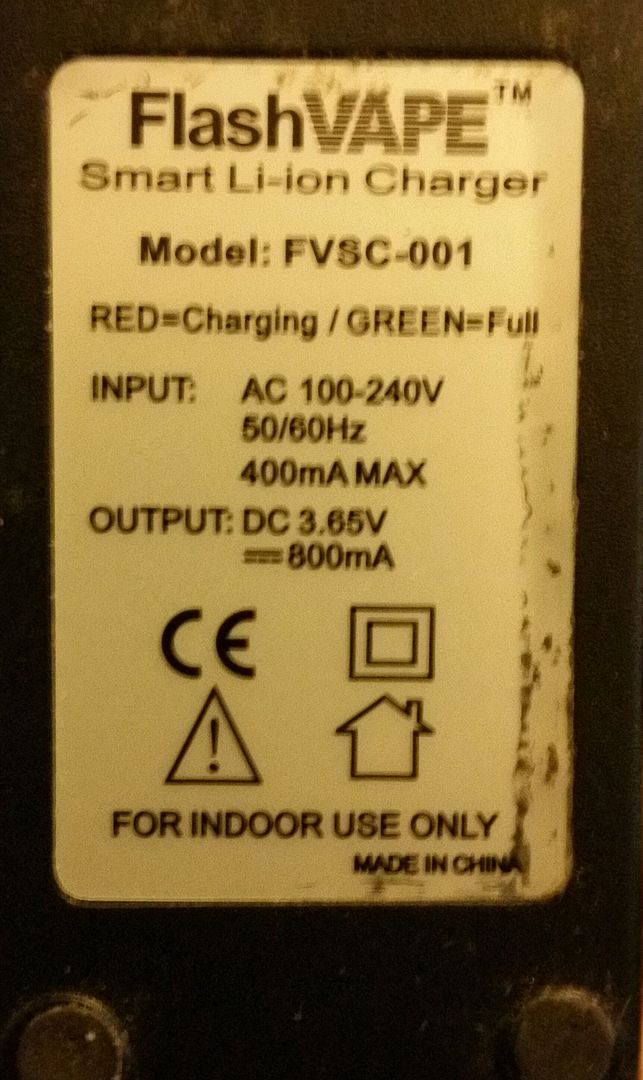 FlashVAPE™
Smart Li-ion Charger
Model: FVSC-001
RED=Charging / GREEN=Full
INPUT: AC 100-240V
50/60Hz
400mA MAX
OUTPUT: DC 3.65V
⎓800mA
CE
FOR INDOOR USE ONLY
MADE IN CHINA